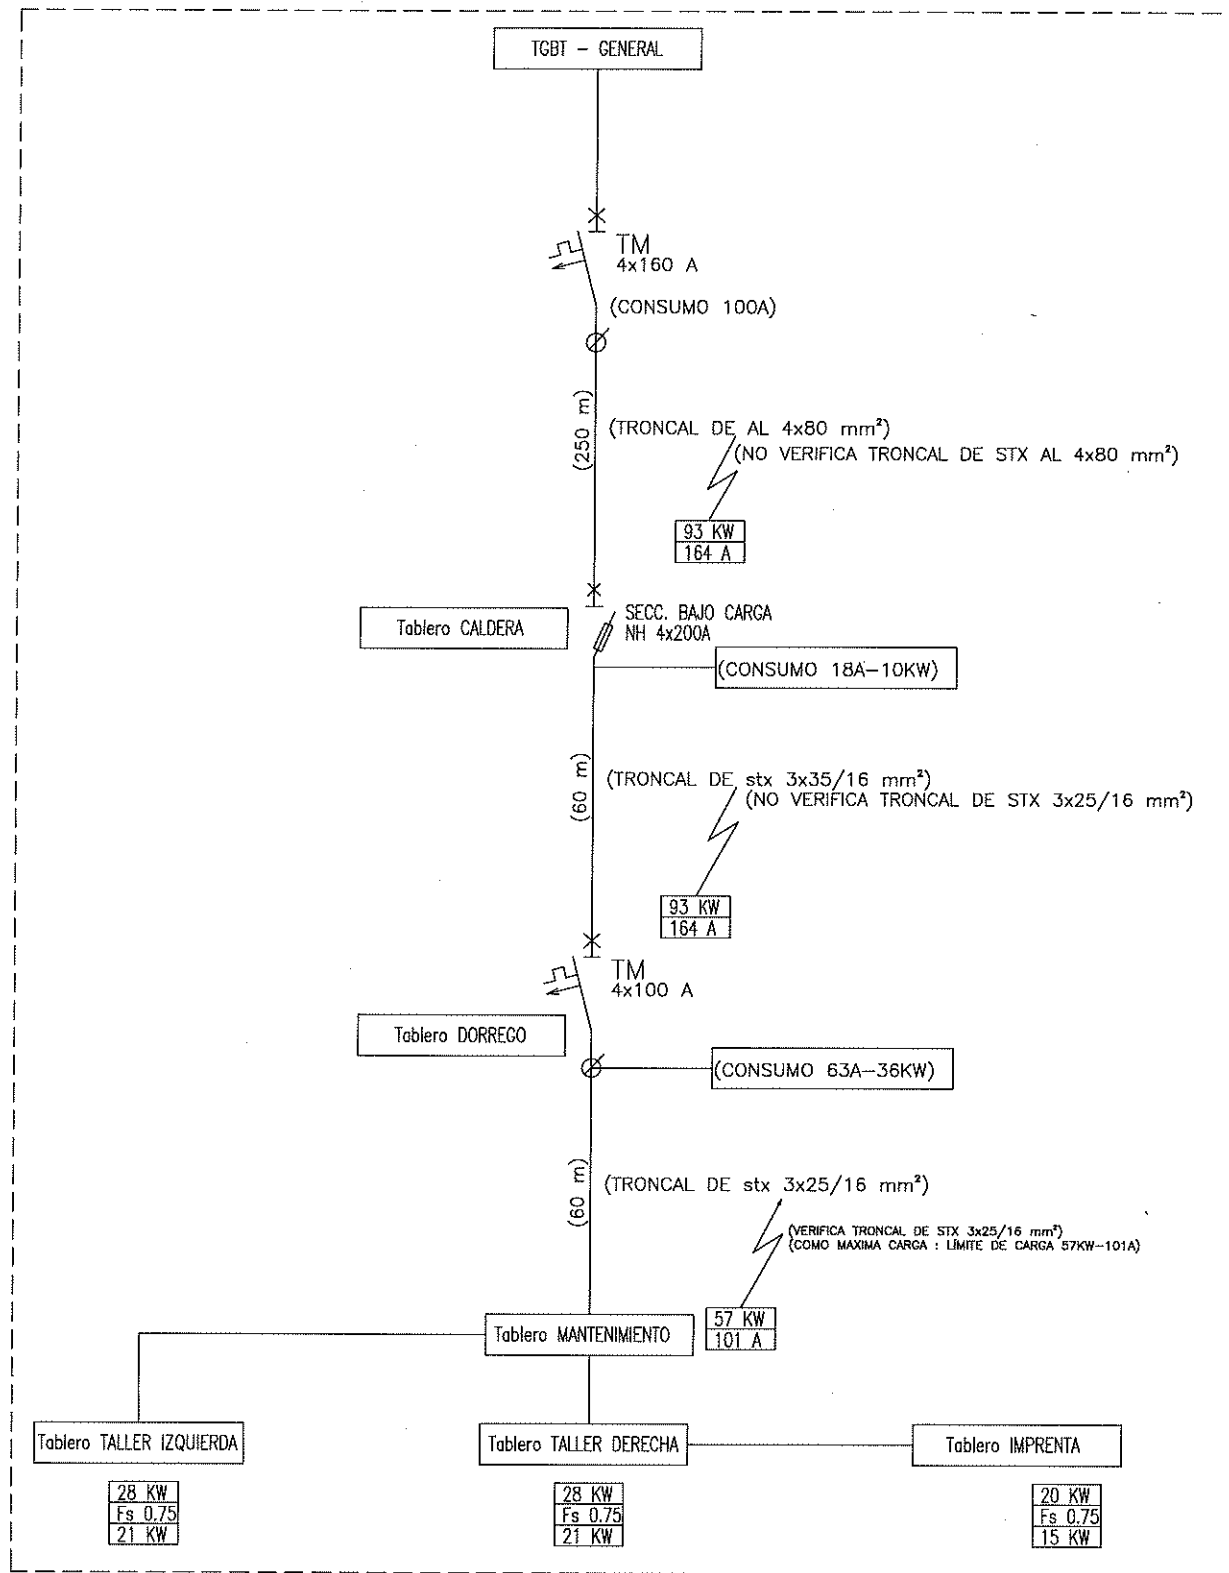 TGBT - GENERAL
TM
4x160 A
(CONSUMO 100A)
(250 m)
(TRONCAL DE AL 4x80 mm²)
(NO VERIFICA TRONCAL DE STX AL 4x80 mm²)
93 KW
164 A
Tablero CALDERA
SECC. BAJO CARGA
NH 4x200A
(CONSUMO 18A-10KW)
(60 m)
(TRONCAL DE stx 3x35/16 mm²)
(NO VERIFICA TRONCAL DE STX 3x25/16 mm²)
93 KW
164 A
TM
4x100 A
Tablero DORREGO
(CONSUMO 63A-36KW)
(60 m)
(TRONCAL DE stx 3x25/16 mm²)
(VERIFICA TRONCAL DE STX 3x25/16 mm²)
(COMO MAXIMA CARGA : LÍMITE DE CARGA 57KW-101A)
Tablero MANTENIMIENTO
57 KW
101 A
Tablero TALLER IZQUIERDA
Tablero TALLER DERECHA
Tablero IMPRENTA
28 KW
Fs 0.75
21 KW
28 KW
Fs 0.75
21 KW
20 KW
Fs 0.75
15 KW